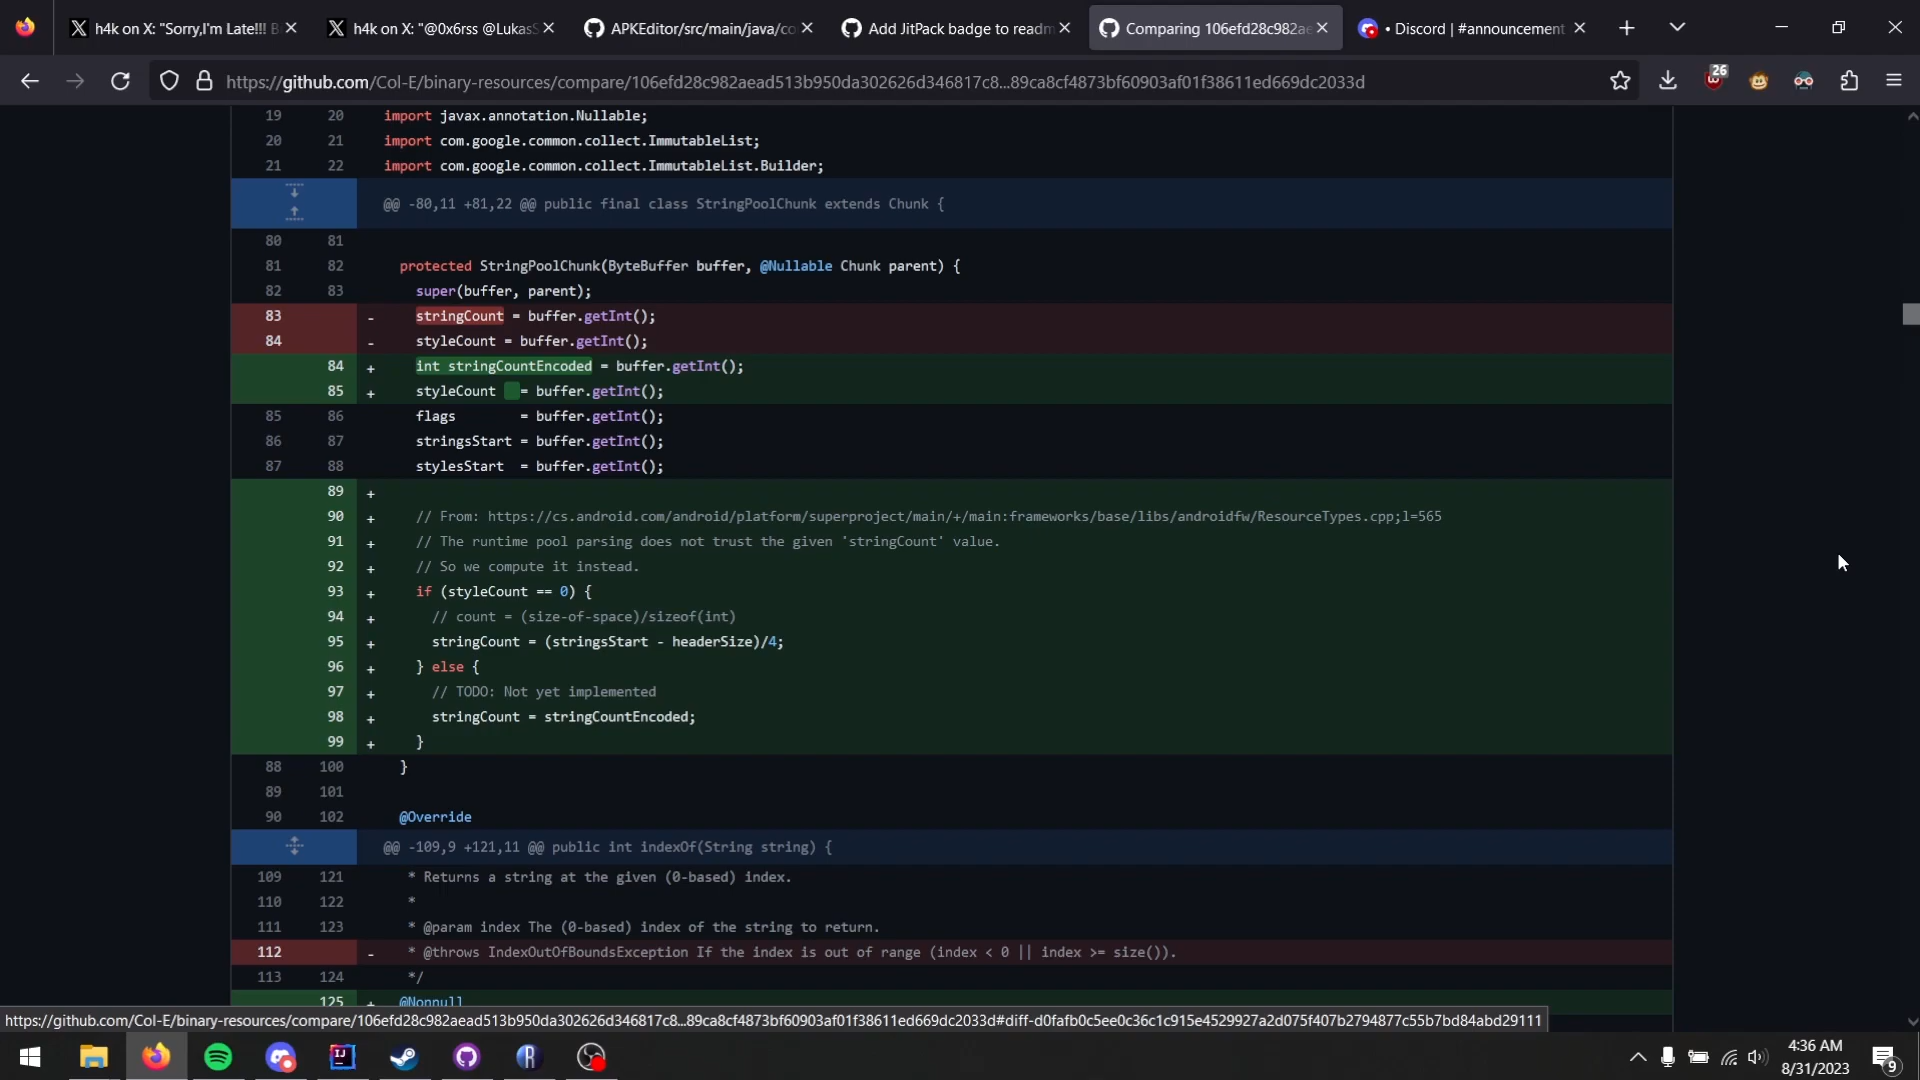 h4k on X: "Sorry,I'm Late!!! B
h4k on X: "@0x6rss @LukasS
APKEditor/src/main/java/co
Add JitPack badge to readm
Comparing 106efd28c982ae
• Discord | #announcement
https://github.com/Col-E/binary-resources/compare/106efd28c982aead513b950da302626d346817c8...89ca8cf4873bf60903af01f38611ed669dc2033d
26
19 20 import javax.annotation.Nullable;
20 21 import com.google.common.collect.ImmutableList;
21 22 import com.google.common.collect.ImmutableList.Builder;
@@ -80,11 +81,22 @@ public final class StringPoolChunk extends Chunk {
80 81
81 82 protected StringPoolChunk(ByteBuffer buffer, @Nullable Chunk parent) {
82 83 super(buffer, parent);
83 - stringCount = buffer.getInt();
84 - styleCount = buffer.getInt();
84 + int stringCountEncoded = buffer.getInt();
85 + styleCount = buffer.getInt();
85 86 flags = buffer.getInt();
86 87 stringsStart = buffer.getInt();
87 88 stylesStart = buffer.getInt();
89 +
90 + // From: https://cs.android.com/android/platform/superproject/main/+/main:frameworks/base/libs/androidfw/ResourceTypes.cpp;l=565
91 + // The runtime pool parsing does not trust the given 'stringCount' value.
92 + // So we compute it instead.
93 + if (styleCount == 0) {
94 + // count = (size-of-space)/sizeof(int)
95 + stringCount = (stringsStart - headerSize)/4;
96 + } else {
97 + // TODO: Not yet implemented
98 + stringCount = stringCountEncoded;
99 + }
88 100 }
89 101
90 102 @Override
@@ -109,9 +121,11 @@ public int indexOf(String string) {
109 121 * Returns a string at the given (0-based) index.
110 122 *
111 123 * @param index The (0-based) index of the string to return.
112 - * @throws IndexOutOfBoundsException If the index is out of range (index < 0 || index >= size()).
113 124 */
125 + @Nonnull
https://github.com/Col-E/binary-resources/compare/106efd28c982aead513b950da302626d346817c8...89ca8cf4873bf60903af01f38611ed669dc2033d#diff-d0fafb0c5ee0c36c1c915e4529927a2d075f407b2794877c55b7bd84abd29111
4:36 AM
8/31/2023
9